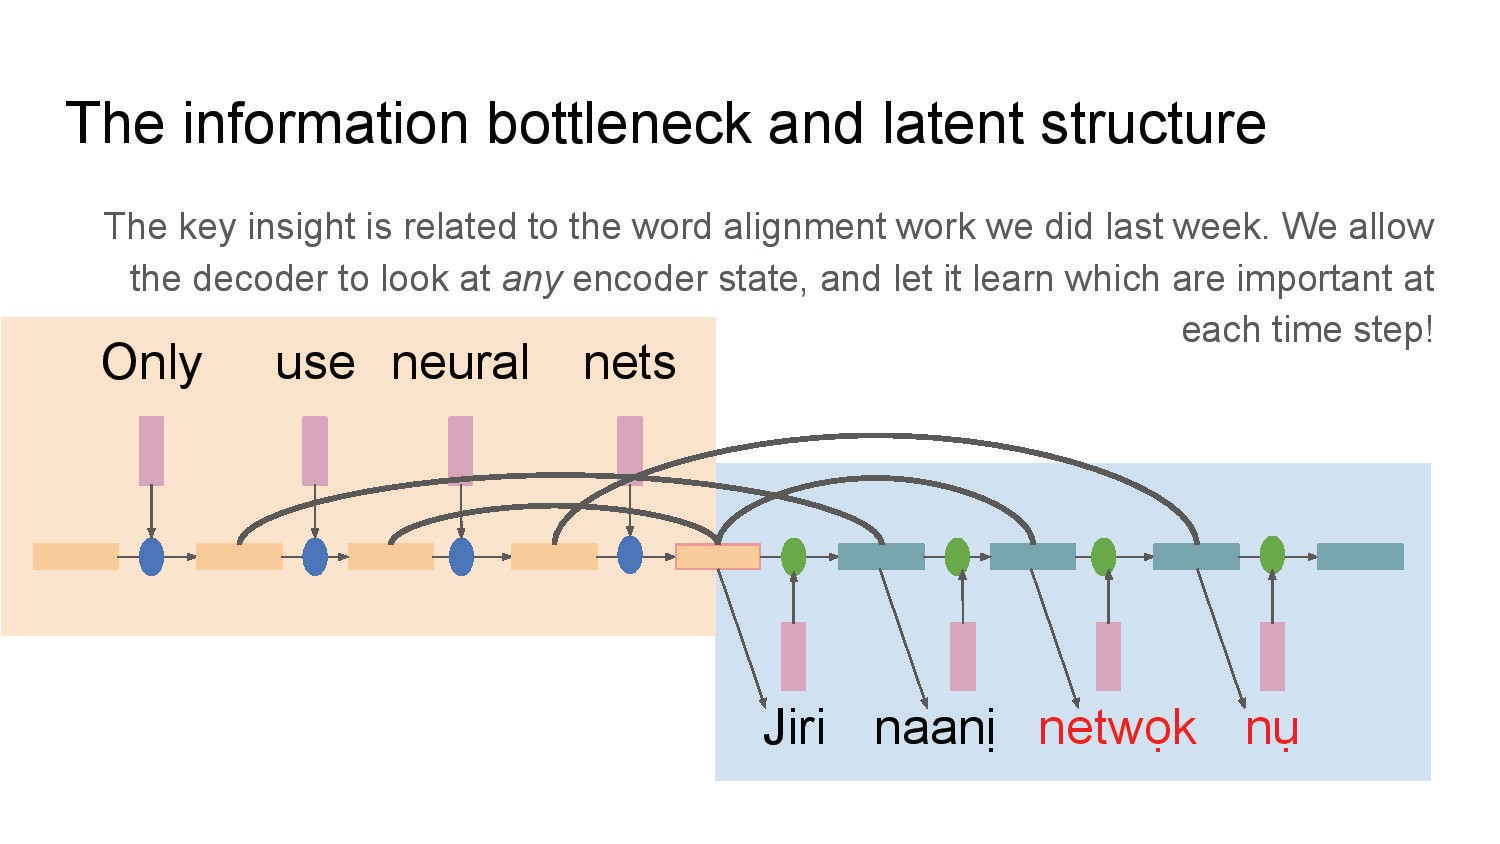 The information bottleneck and latent structure
The key insight is related to the word alignment work we did last week. We allow
the decoder to look at any encoder state, and let it learn which are important at
each time step!
Only use neural nets
Jiri naanị netwọk nụ